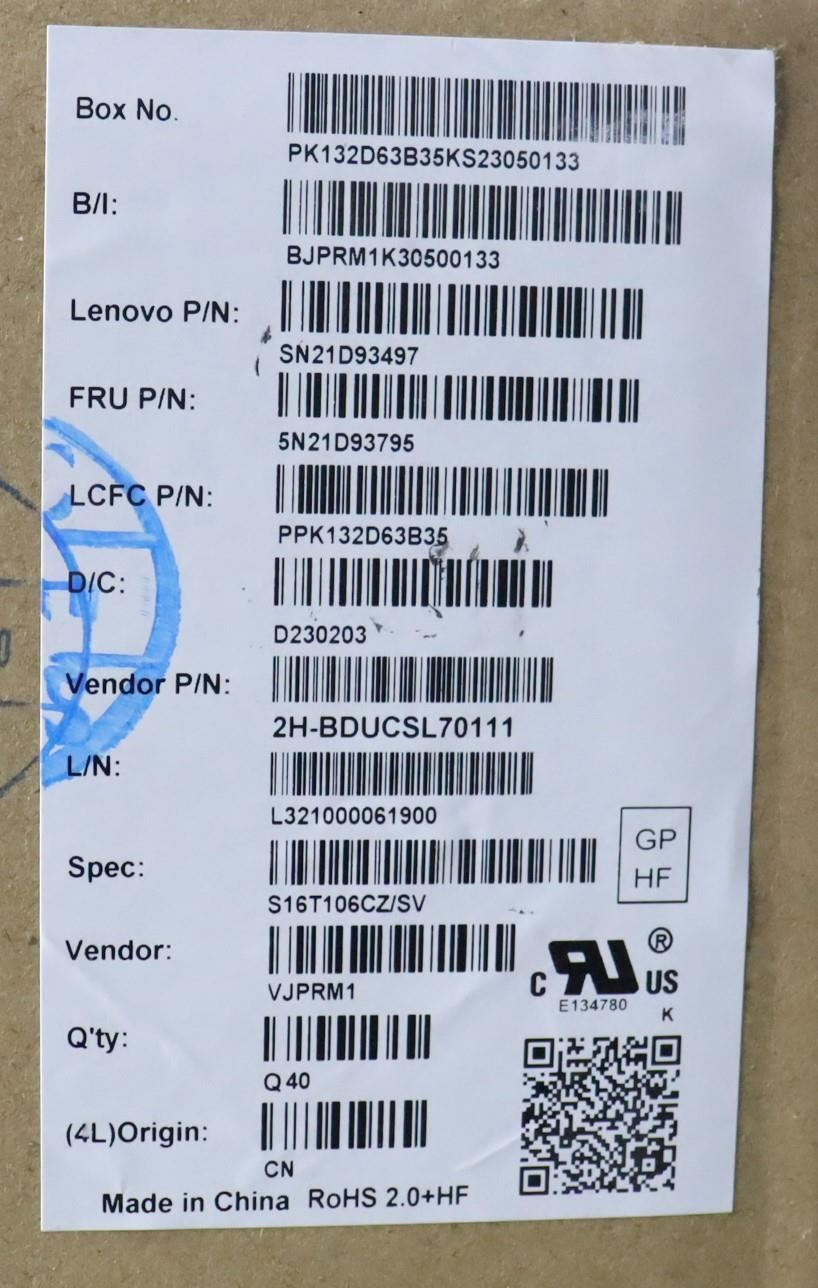 Box No.
PK132D63B35KS23050133
B/I:
BJPRM1K30500133
Lenovo P/N:
SN21D93497
FRU P/N:
5N21D93795
LCFC P/N:
PPK132D63B35
D/C:
D230203
Vendor P/N:
2H-BDUCSL70111
L/N:
L321000061900
Spec:
S16T106CZ/SV
GP
HF
Vendor:
VJPRM1
C RU US ®
E134780
K
Q'ty:
Q40
(4L)Origin:
CN
Made in China RoHS 2.0+HF